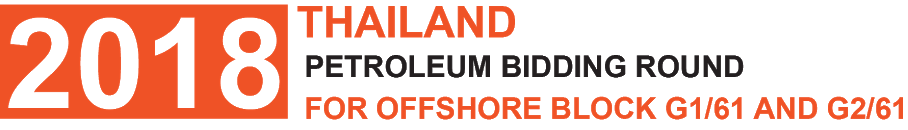 2018
THAILAND
PETROLEUM BIDDING ROUND
FOR OFFSHORE BLOCK G1/61 AND G2/61